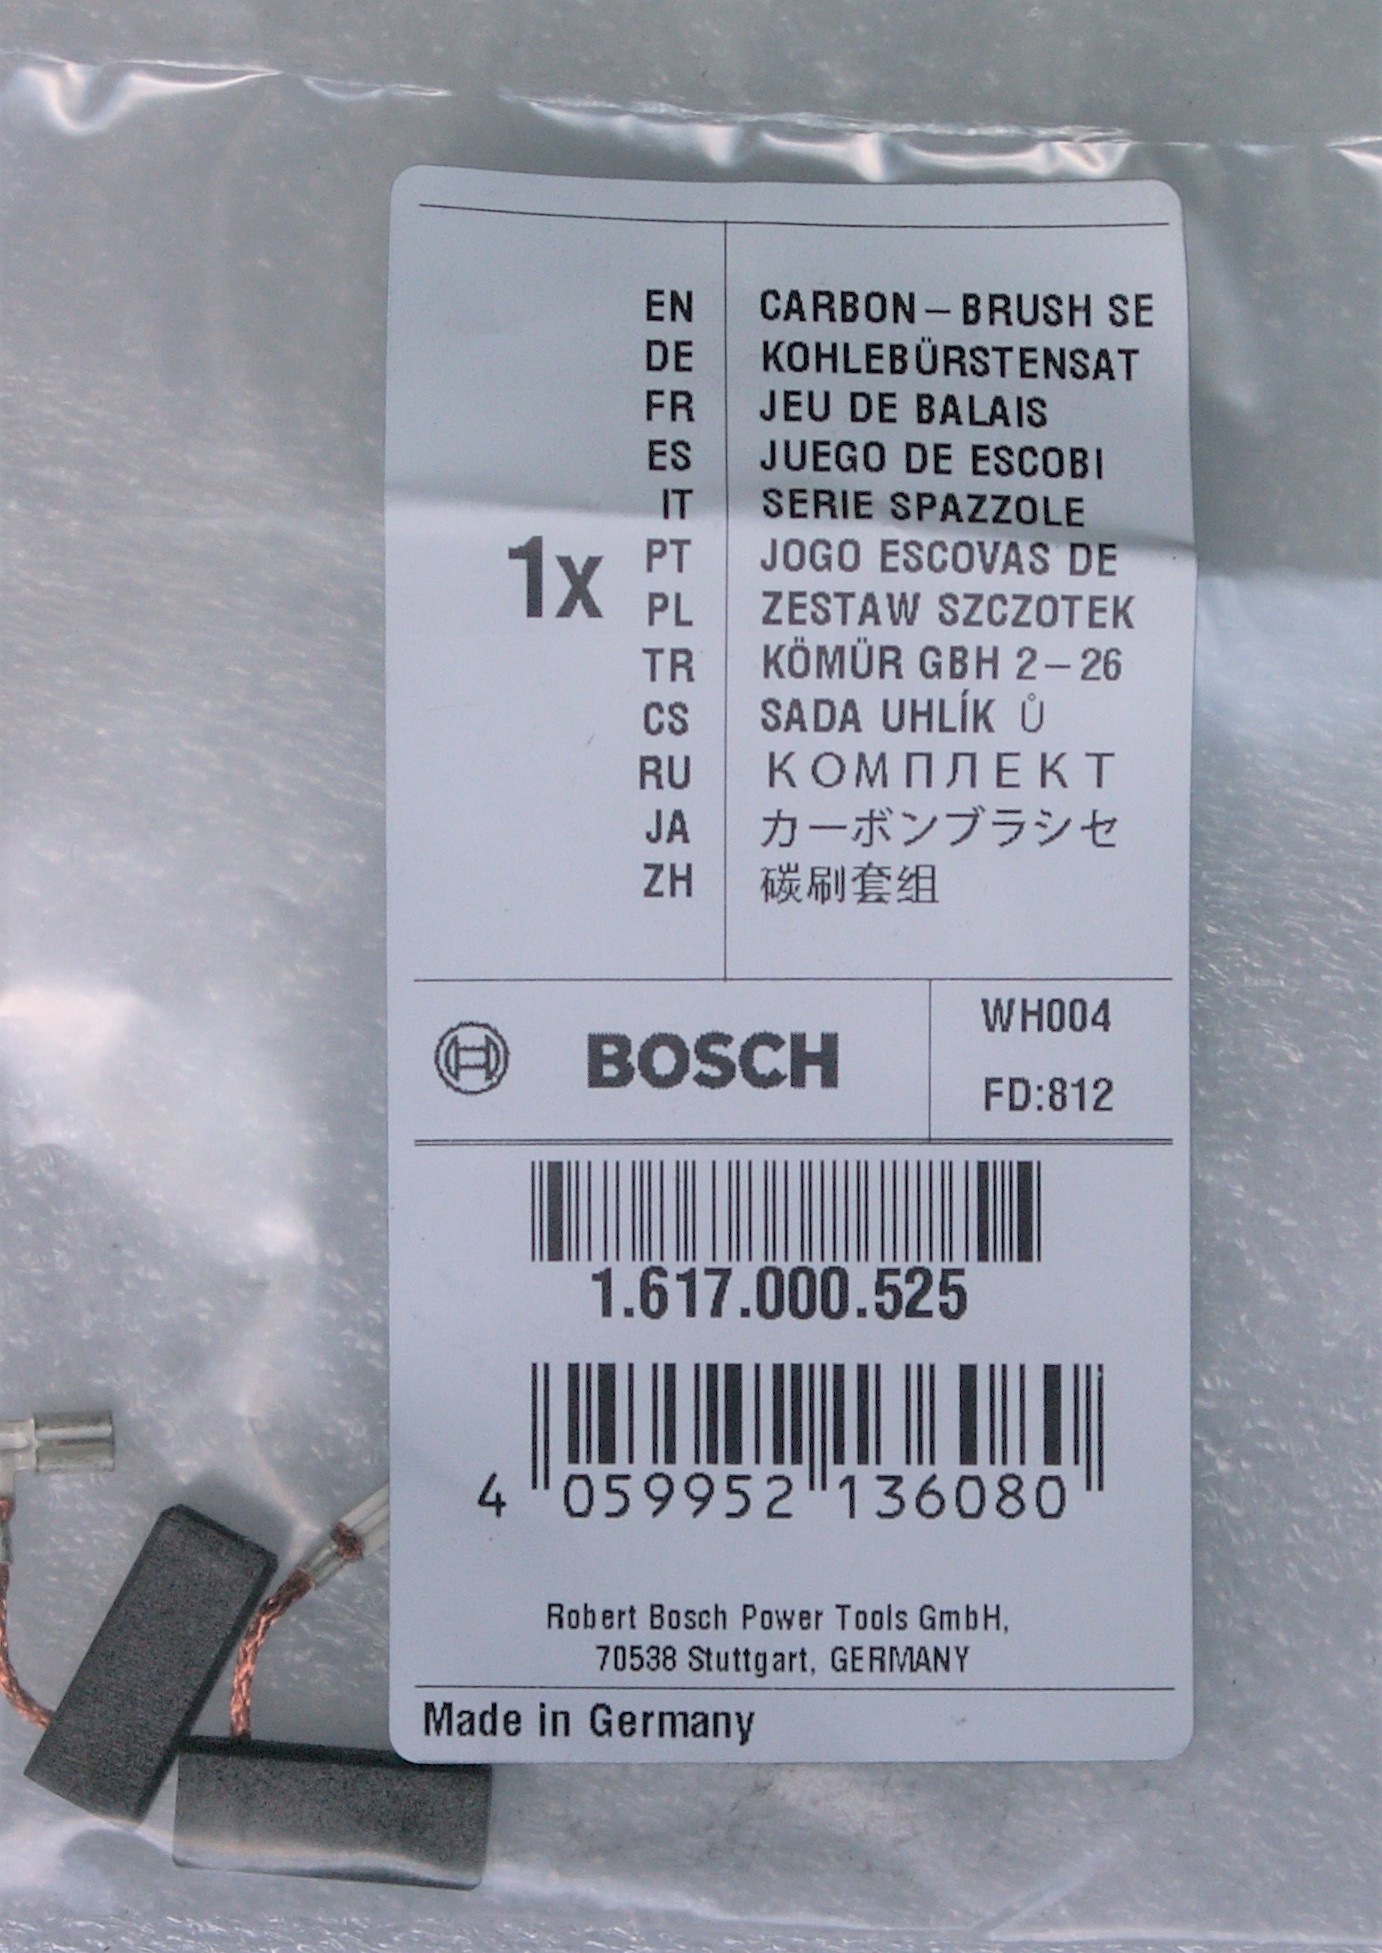 EN CARBON-BRUSH SE
DE KOHLEBÜRSTENSAT
FR JEU DE BALAIS
ES JUEGO DE ESCOBI
IT SERIE SPAZZOLE
1x PT JOGO ESCOVAS DE
PL ZESTAW SZCZOTEK
TR KÖMÜR GBH 2-26
CS SADA UHLÍK Ů
RU КОМПЛЕКТ
JA カーボンブラシセ
ZH 碳刷套组
BOSCH
WH004
FD:812
1.617.000.525
4 059952 136080
Robert Bosch Power Tools GmbH,
70538 Stuttgart, GERMANY
Made in Germany